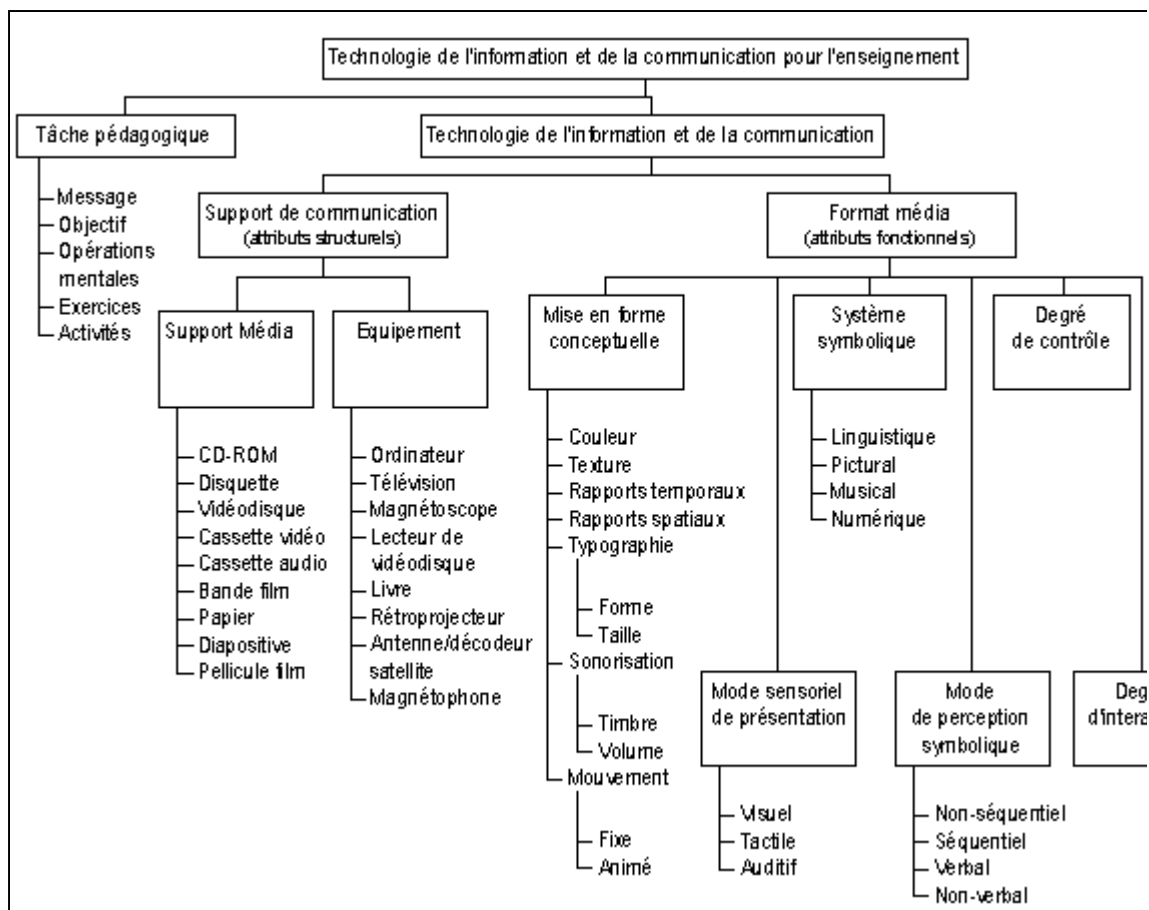 Technologie de l'information et de la communication pour l'enseignement
Tâche pédagogique
Message
Objectif
Opérations
mentales
Exercices
Activités
Technologie de l'information et de la communication
Support de communication
(attributs structurels)
Support Média
CD-ROM
Disquette
Vidéodisque
Cassette vidéo
Cassette audio
Bande film
Papier
Diapositive
Pellicule film
Equipement
Ordinateur
Télévision
Magnétoscope
Lecteur de
vidéodisque
Livre
Rétroprojecteur
Antenne/décodeur
satellite
Magnétophone
Format média
(attributs fonctionnels)
Mise en forme
conceptuelle
Couleur
Texture
Rapports temporaux
Rapports spatiaux
Typographie
Forme
Taille
Sonorisation
Timbre
Volume
Mouvement
Fixe
Animé
Mode sensoriel
de présentation
Visuel
Tactile
Auditif
Système
symbolique
Linguistique
Pictural
Musical
Numérique
Mode
de perception
symbolique
Non-séquentiel
Séquentiel
Verbal
Non-verbal
Degré
de contrôle